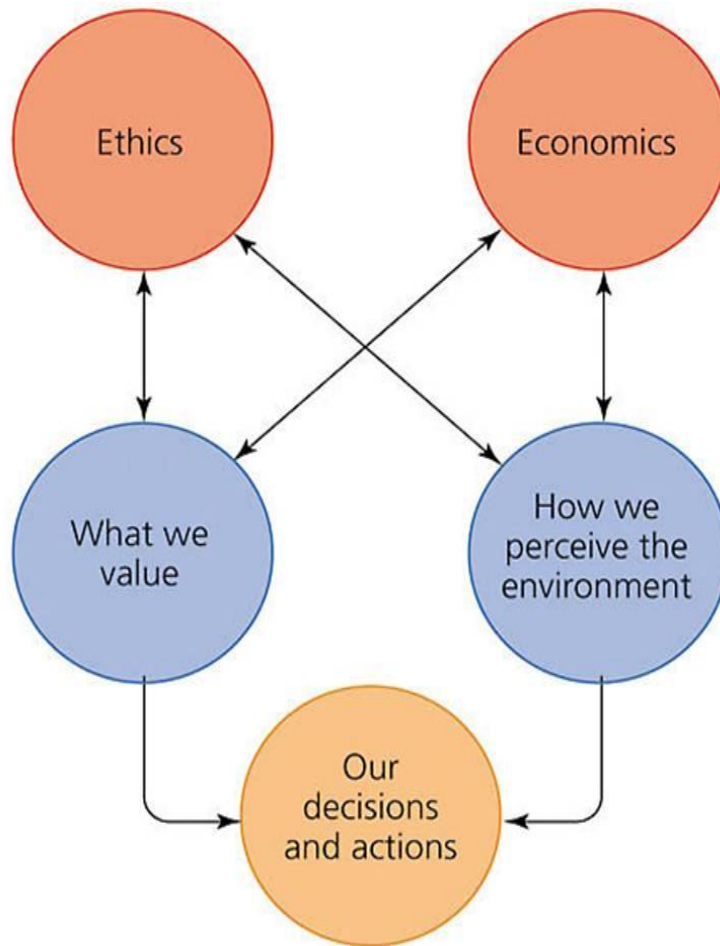 Ethics
Economics
What we
value
How we
perceive the
environment
Our
decisions
and actions